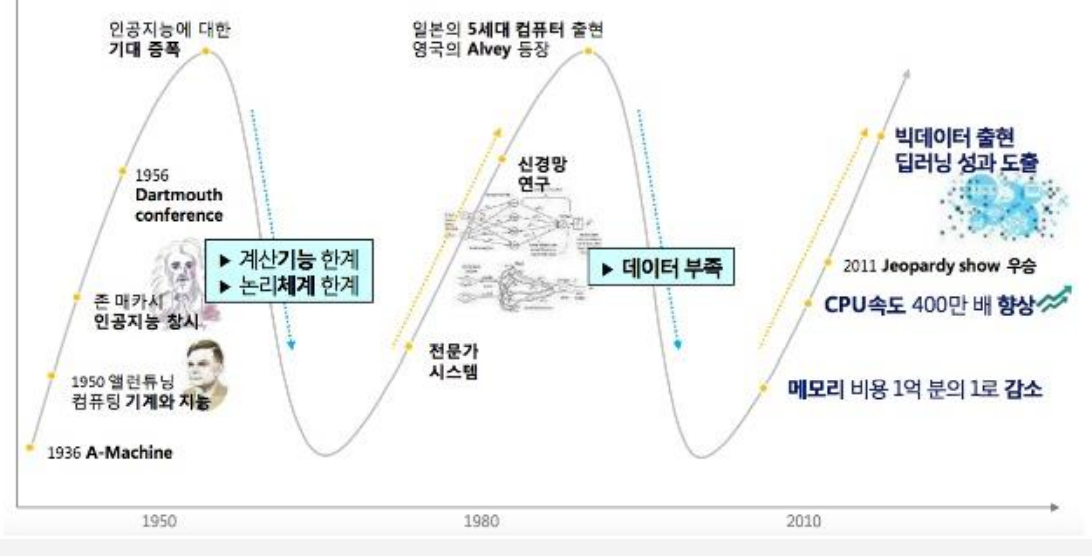 인공지능에 대한
기대 증폭
1956
Dartmouth
conference
존 매카시
인공지능 창시
1950 앨런튜닝
컴퓨팅 기계와 지능
1936 A-Machine
▶ 계산기능 한계
▶ 논리체계 한계
일본의 5세대 컴퓨터 출현
영국의 Alvey 등장
신경망
연구
전문가
시스템
▶ 데이터 부족
빅데이터 출현
딥러닝 성과 도출
2011 Jeopardy show 우승
CPU속도 400만 배 향상
메모리 비용 1억 분의 1로 감소
1950
1980
2010